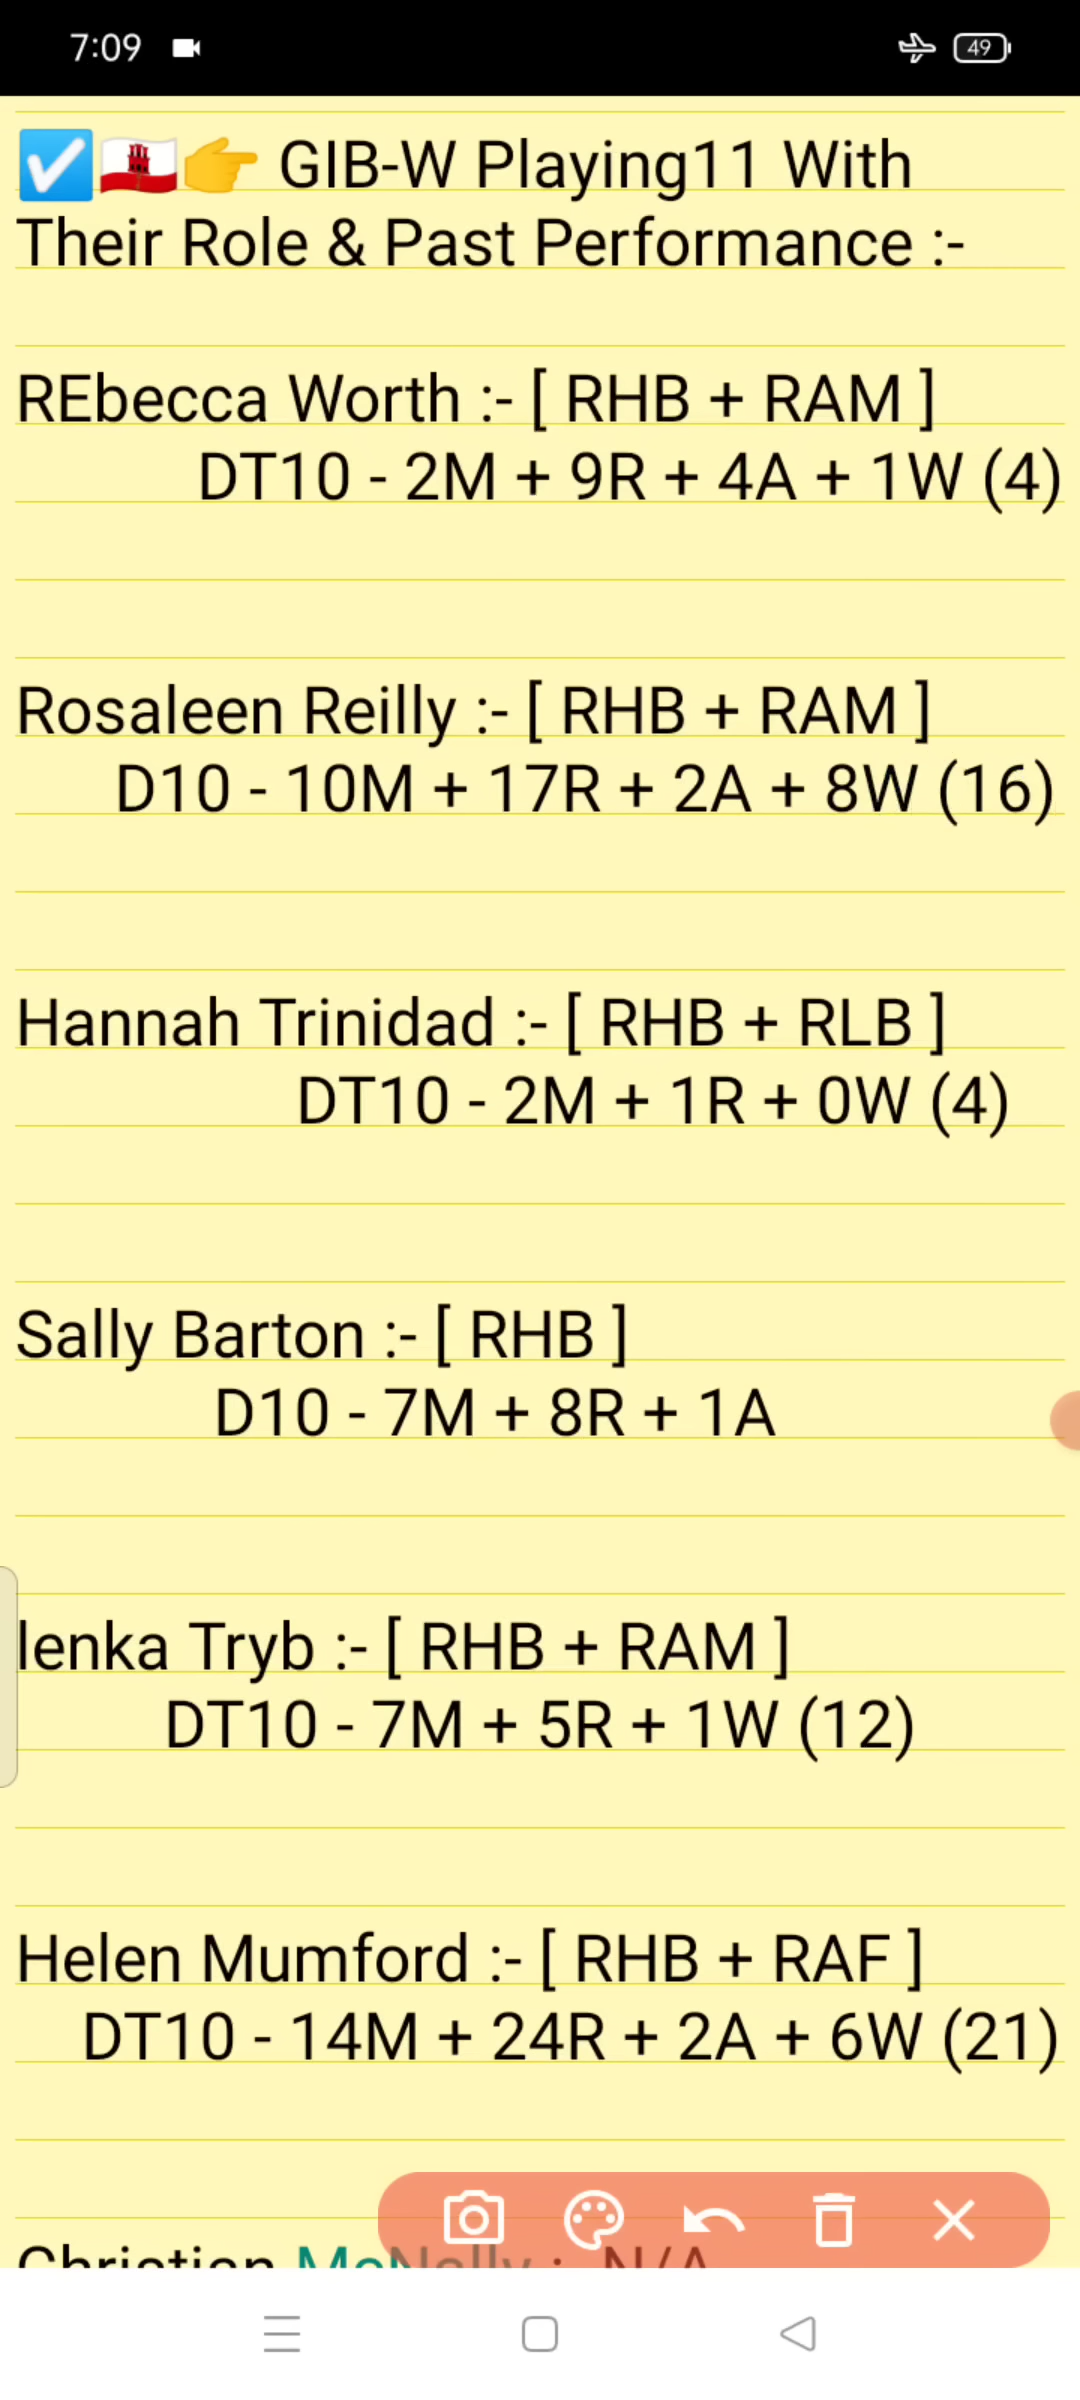 7:09
49
✅🇬🇮👉 GIB-W Playing11 With
Their Role & Past Performance :-
REbecca Worth :- [ RHB + RAM ]
DT10 - 2M + 9R + 4A + 1W (4)
Rosaleen Reilly :- [ RHB + RAM ]
D10 - 10M + 17R + 2A + 8W (16)
Hannah Trinidad :- [ RHB + RLB ]
DT10 - 2M + 1R + 0W (4)
Sally Barton :- [ RHB ]
D10 - 7M + 8R + 1A
lenka Tryb :- [ RHB + RAM ]
DT10 - 7M + 5R + 1W (12)
Helen Mumford :- [ RHB + RAF ]
DT10 - 14M + 24R + 2A + 6W (21)
Christian McNally :- N/A